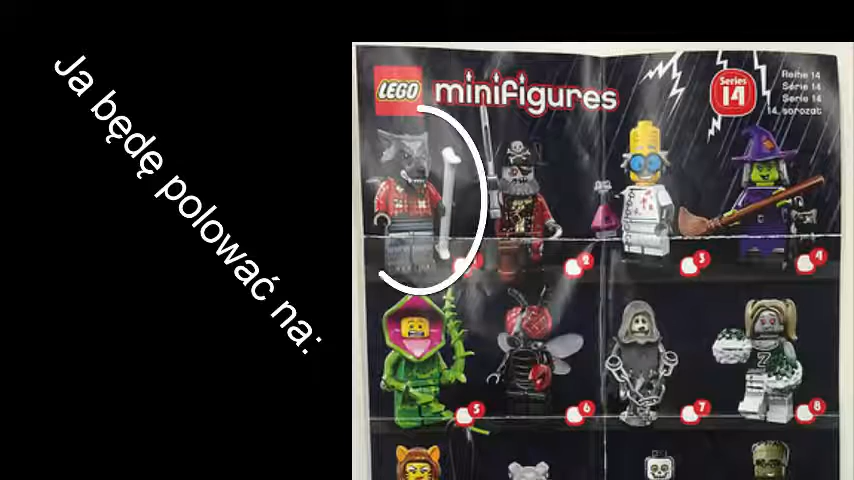 Ja będę polować na:
LEGO minifigures
Series
14
Reihe 14
Série 14
Serie 14
14. sorozat
1
2
3
4
5
6
7
8
Z